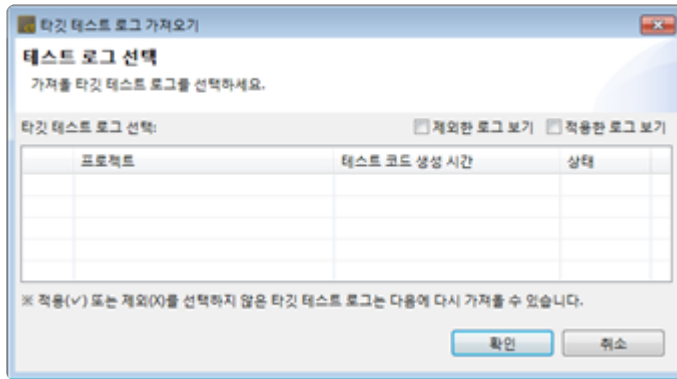 타깃 테스트 로그 가져오기
테스트 로그 선택
가져올 타깃 테스트 로그를 선택하세요.
타깃 테스트 로그 선택: 제외한 로그 보기 적용한 로그 보기
프로젝트 테스트 코드 생성 시간 상태
※ 적용(✓) 또는 제외(X)를 선택하지 않은 타깃 테스트 로그는 다음에 다시 가져올 수 있습니다.
확인 취소